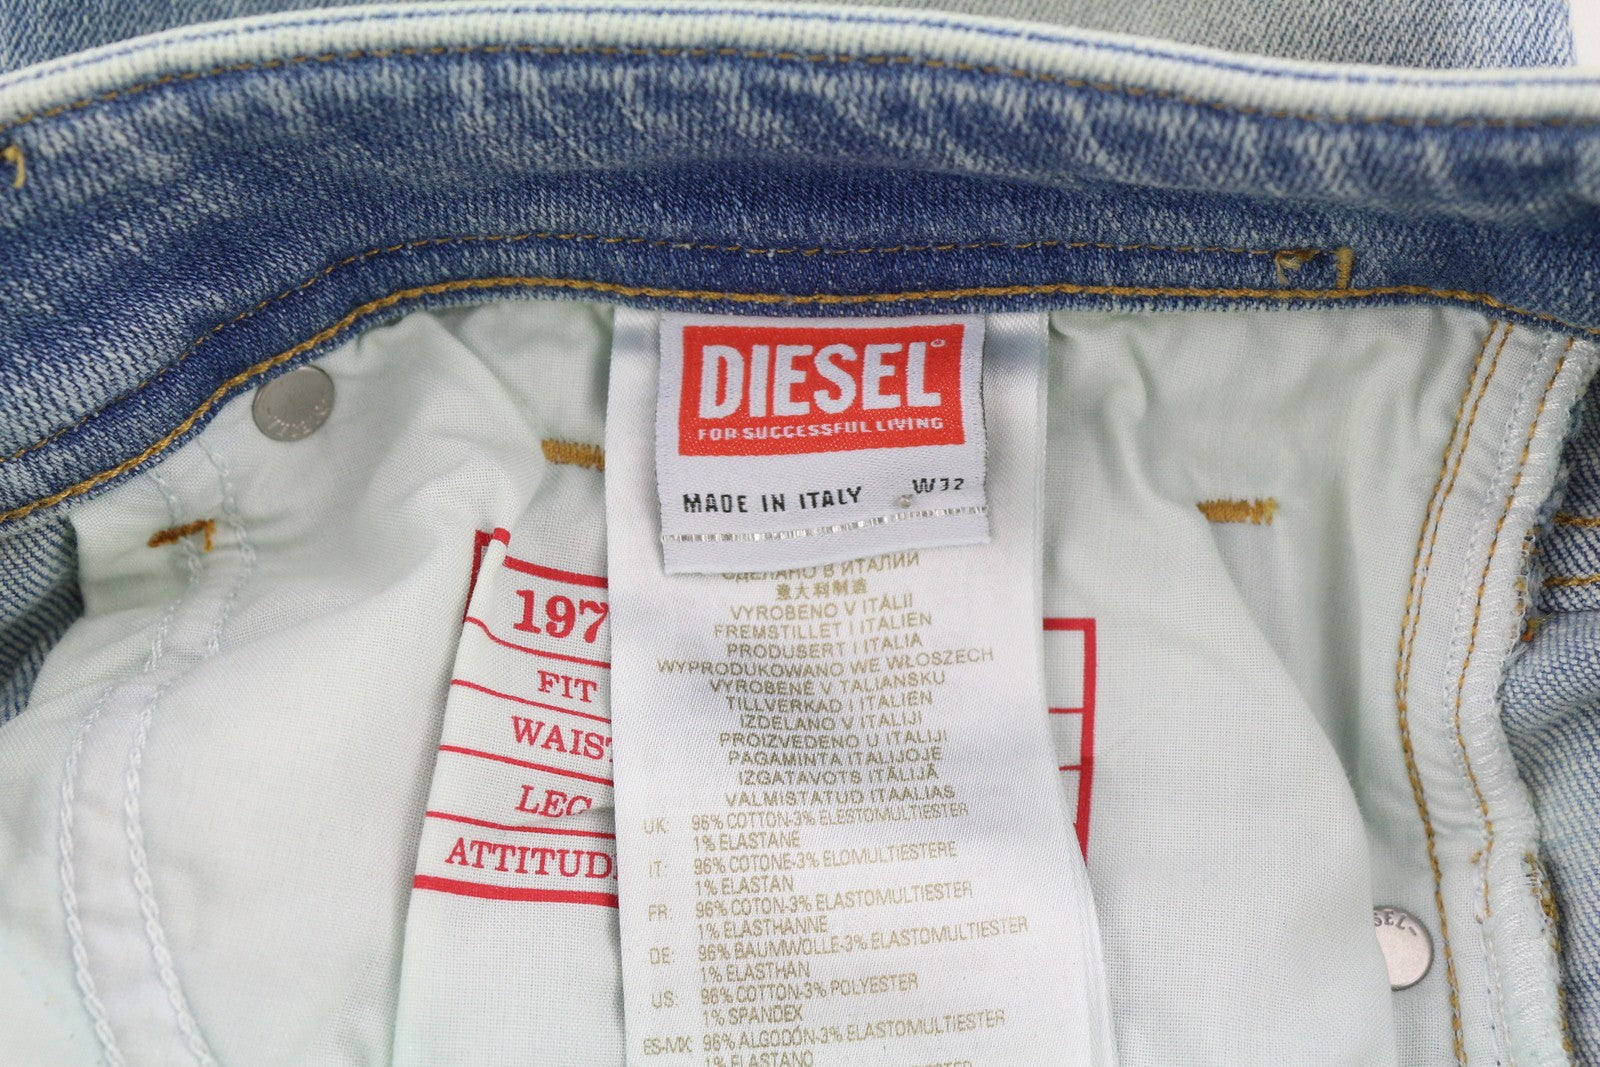 DIESEL
FOR SUCCESSFUL LIVING
MADE IN ITALY W32
СДЕЛАНО В ИТАЛИИ
意大利制造
VYROBENO V ITÁLII
FREMSTILLET I ITALIEN
PRODUSERT I ITALIA
WYPRODUKOWANO WE WŁOSZECH
VYROBENÉ V TALIANSKU
TILLVERKAD I ITALIEN
IZDELANO V ITALIJI
PROIZVEDENO U ITALIJI
PAGAMINTA ITALIJOJE
IZGATAVOTS ITĀLIJĀ
VALMISTATUD ITAALIAS
UK: 96% COTTON-3% ELESTOMULTIESTER
1% ELASTANE
IT: 96% COTONE-3% ELOMULTIESTERE
1% ELASTAN
FR: 96% COTON-3% ELASTOMULTIESTER
1% ELASTHANNE
DE: 96% BAUMWOLLE-3% ELASTOMULTIESTER
1% ELASTHAN
US: 96% COTTON-3% POLYESTER
1% SPANDEX
ES-MX: 96% ALGODÓN-3% ELASTOMULTIESTER
1% ELASTANO
197
FIT
WAIST
LEG
ATTITUD